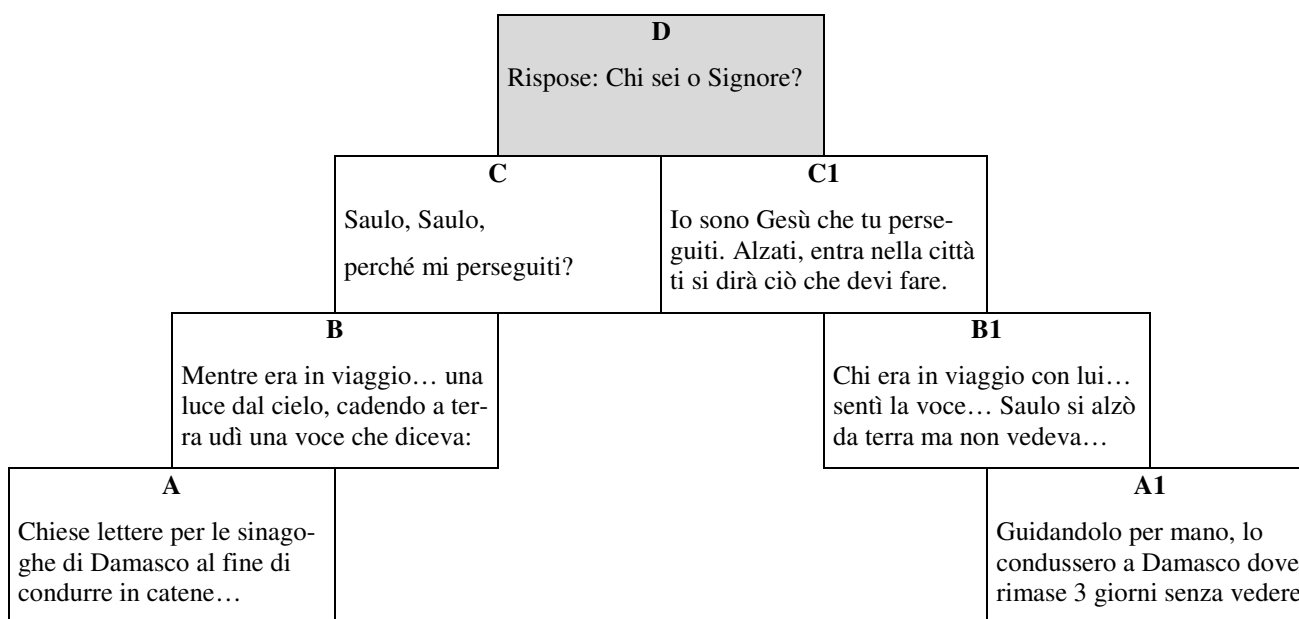 D
Rispose: Chi sei o Signore?
C
Saulo, Saulo,
perché mi perseguiti?
C1
Io sono Gesù che tu perse-
guiti. Alzati, entra nella città
ti si dirà ciò che devi fare.
B
Mentre era in viaggio… una
luce dal cielo, cadendo a ter-
ra udì una voce che diceva:
B1
Chi era in viaggio con lui…
sentì la voce… Saulo si alzò
da terra ma non vedeva…
A
Chiese lettere per le sinago-
ghe di Damasco al fine di
condurre in catene…
A1
Guidandolo per mano, lo
condussero a Damasco dove
rimase 3 giorni senza vedere